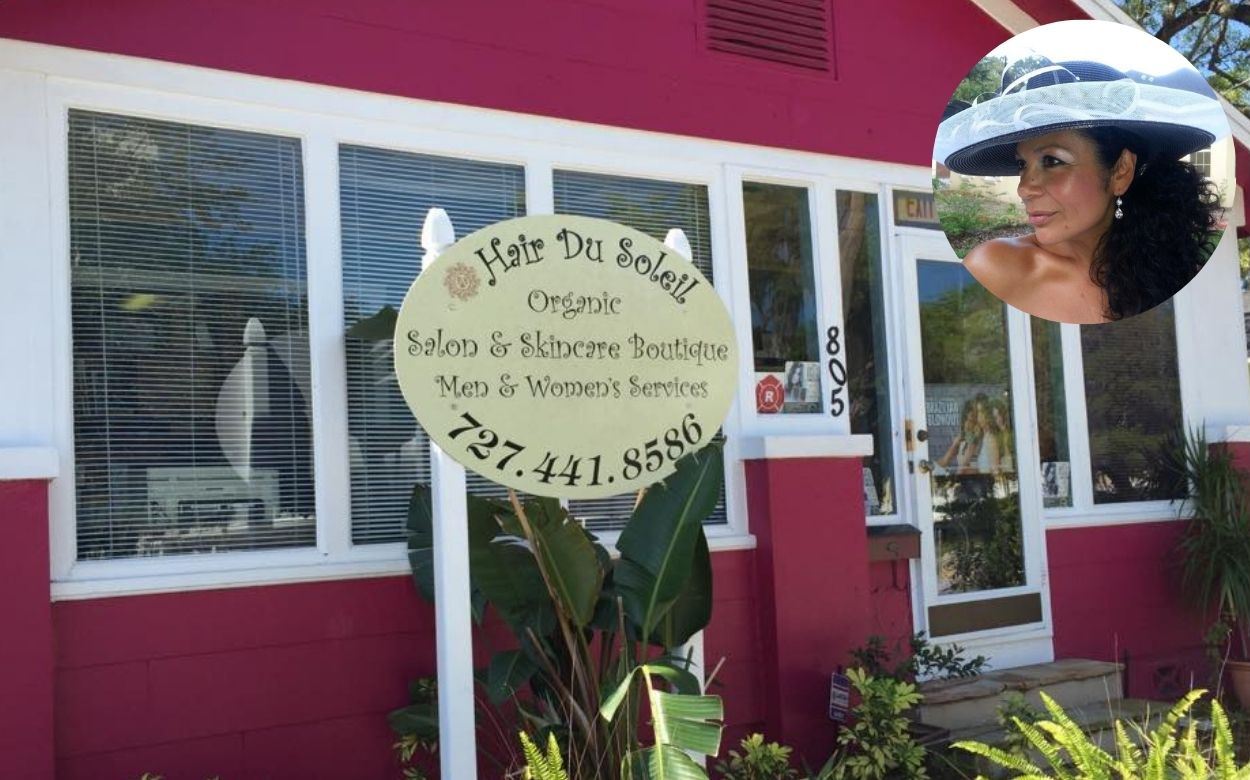 Hair Du Soleil
Organic
Salon & Skincare Boutique
Men & Women's Services
727.441.8586
805
R